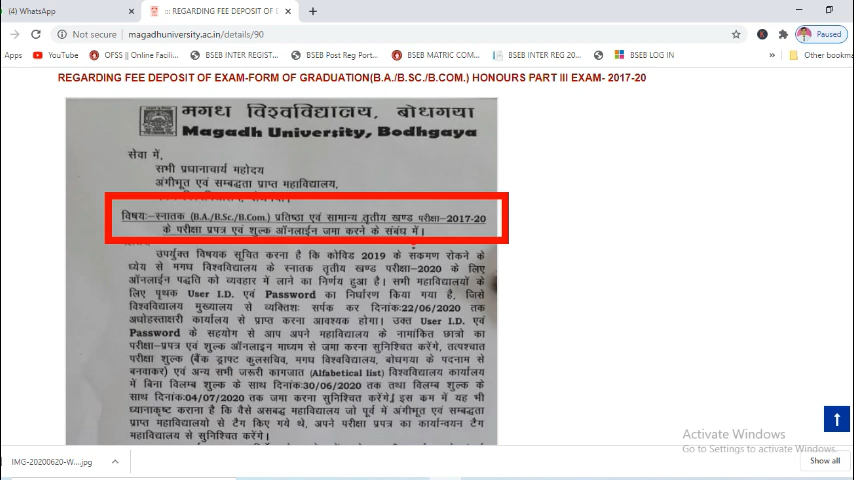 (4) WhatsApp
::: REGARDING FEE DEPOSIT OF E
Not secure | magadhuniversity.ac.in/details/90
Paused
Apps
YouTube
OFSS || Online Facili...
BSEB INTER REGIST...
BSEB Post Reg Port...
BSEB MATRIC COM...
BSEB INTER REG 20...
BSEB LOG IN
»
Other bookma
REGARDING FEE DEPOSIT OF EXAM-FORM OF GRADUATION(B.A./B.SC./B.COM.) HONOURS PART III EXAM- 2017-20
मगध विश्वविद्यालय, बोधगया
Magadh University, Bodhgaya
सेवा में,
सभी प्रधानाचार्य महोदय
अंगीभूत एवं सम्बद्धता प्राप्त महाविद्यालय,
विषयः–स्नातक (B.A./B.Sc./B.Com.) प्रतिष्ठा एवं सामान्य तृतीय खण्ड परीक्षा–2017-20
के परीक्षा प्रपत्र एवं शुल्क ऑनलाईन जमा करने के संबंध में।
उपर्युक्त विषयक सूचित करना है कि कोविड 2019 के सकमण रोकने के
ध्येय से मगध विश्वविद्यालय के स्नातक तृतीय खण्ड परीक्षा–2020 के लिए
ऑनलाईन पद्धति को व्यवहार में लाने का निर्णय हुआ है। सभी महाविद्यालयों के
लिए पृथक User I.D. एवं Password का निर्धारण किया गया है, जिसे
विश्वविद्यालय मुख्यालय से व्यक्तिशः सर्पक कर दिनांक:22/06/2020 तक
अधोहस्ताक्षरी कार्यालय से प्राप्त करना आवश्यक होगा। उक्त User I.D. एवं
Password के सहयोग से आप अपने महाविद्यालय के नामांकित छात्रों का
परीक्षा–प्रपत्र एवं शुल्क ऑनलाइन माध्यम से जमा करना सुनिश्चित करेंगे, तत्पश्चात
परीक्षा शुल्क (बैंक ड्राफ्ट कुलसचिव, मगध विश्वविद्यालय, बोधगया के पदनाम से
बनवाकर) एवं अन्य सभी जरूरी कागजात (Alfabetical list) विश्वविद्यालय कार्यालय
में बिना विलम्ब शुल्क के साथ दिनांक:30/06/2020 तक तथा विलम्ब शुल्क के
साथ दिनांक:04/07/2020 तक जमा करना सुनिश्चित करेंगे। इस कम में यह भी
ध्यानाकृष्ट कराना है कि वैसे असबद्ध महाविद्यालय जो पूर्व में अंगीभूत एवं सम्बद्धता
प्राप्त महाविद्यालयो से टैग किए गये थे, अपने परीक्षा प्रपत्र का कार्यान्वयन टैग
महाविद्यालय से सुनिश्चित करेंगे।
Activate Windows
Go to Settings to activate Windows.
IMG-20200620-W....jpg
Show all